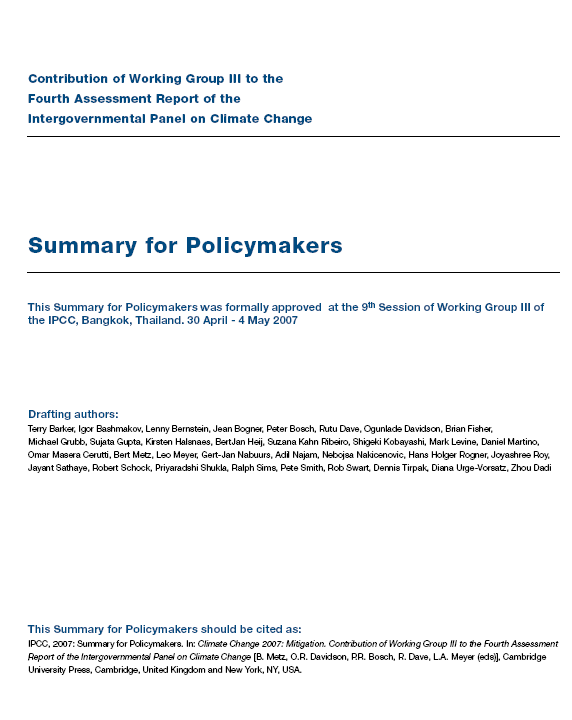 Contribution of Working Group III to the
Fourth Assessment Report of the
Intergovernmental Panel on Climate Change
Summary for Policymakers
This Summary for Policymakers was formally approved  at the 9th Session of Working Group III of
the IPCC, Bangkok, Thailand. 30 April - 4 May 2007
Drafting authors:
Terry Barker, Igor Bashmakov, Lenny Bernstein, Jean Bogner, Peter Bosch, Rutu Dave, Ogunlade Davidson, Brian Fisher,
Michael Grubb, Sujata Gupta, Kirsten Halsnaes, BertJan Heij, Suzana Kahn Ribeiro, Shigeki Kobayashi, Mark Levine, Daniel Martino,
Omar Masera Cerutti, Bert Metz, Leo Meyer, Gert-Jan Nabuurs, Adil Najam, Nebojsa Nakicenovic, Hans Holger Rogner, Joyashree Roy,
Jayant Sathaye, Robert Schock, Priyaradshi Shukla, Ralph Sims, Pete Smith, Rob Swart, Dennis Tirpak, Diana Urge-Vorsatz, Zhou Dadi
This Summary for Policymakers should be cited as:
IPCC, 2007: Summary for Policymakers. In: Climate Change 2007: Mitigation. Contribution of Working Group III to the Fourth Assessment
Report of the Intergovernmental Panel on Climate Change [B. Metz, O.R. Davidson, P.R. Bosch, R. Dave, L.A. Meyer (eds)], Cambridge
University Press, Cambridge, United Kingdom and New York, NY, USA.